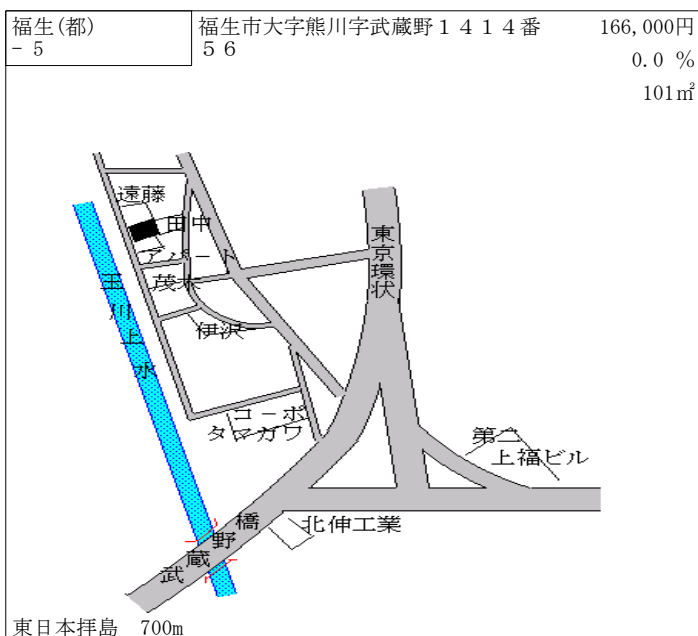 福生(都)
－ 5
福生市大字熊川字武蔵野１４１４番
５６
166,000円
0.0 %
101㎡
遠藤
田中
アパ－ト
茂木
伊沢
玉川上水
東京環状
コ－ポ
タマガワ
第二
上福ビル
北伸工業
武蔵野橋
東日本拝島　700m